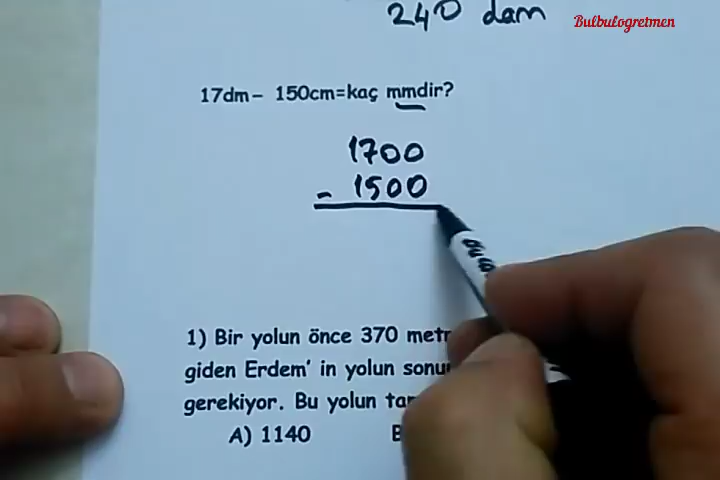 240 dam
Bulbulogretmen
17dm- 150cm=kaç mmdir?
1700
- 1500
1) Bir yolun önce 370 metr
giden Erdem' in yolun sonu
gerekiyor. Bu yolun
A) 1140 B